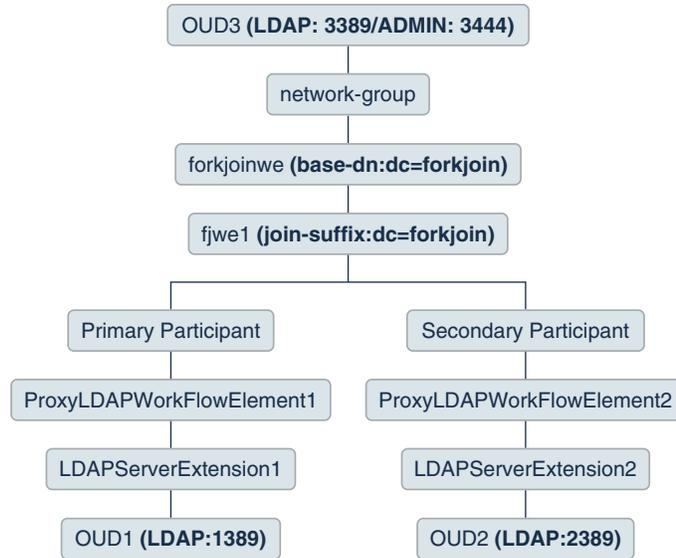 OUD3 (LDAP: 3389/ADMIN: 3444)
network-group
forkjoinwe (base-dn:dc=forkjoin)
fjwe1 (join-suffix:dc=forkjoin)
Primary Participant
Secondary Participant
ProxyLDAPWorkFlowElement1
ProxyLDAPWorkFlowElement2
LDAPServerExtension1
LDAPServerExtension2
OUD1 (LDAP:1389)
OUD2 (LDAP:2389)